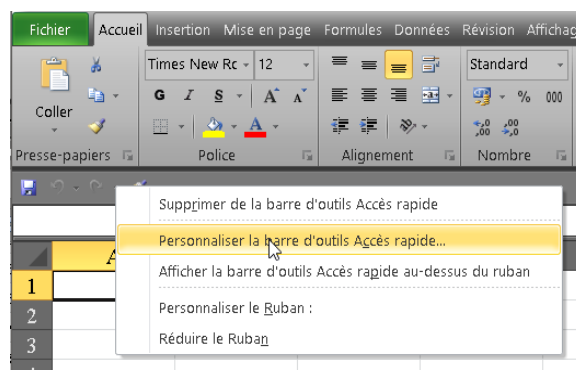 Fichier Accueil Insertion Mise en page Formules Données Révision Affichag
Times New Rc 12 Standard
Coller G I S A A % 000
A ,00 ,00
Presse-papiers Police Alignement Nombre
Supprimer de la barre d'outils Accès rapide
Personnaliser la barre d'outils Accès rapide...
A
Afficher la barre d'outils Accès rapide au-dessus du ruban
1
Personnaliser le Ruban :
2
Réduire le Ruban
3